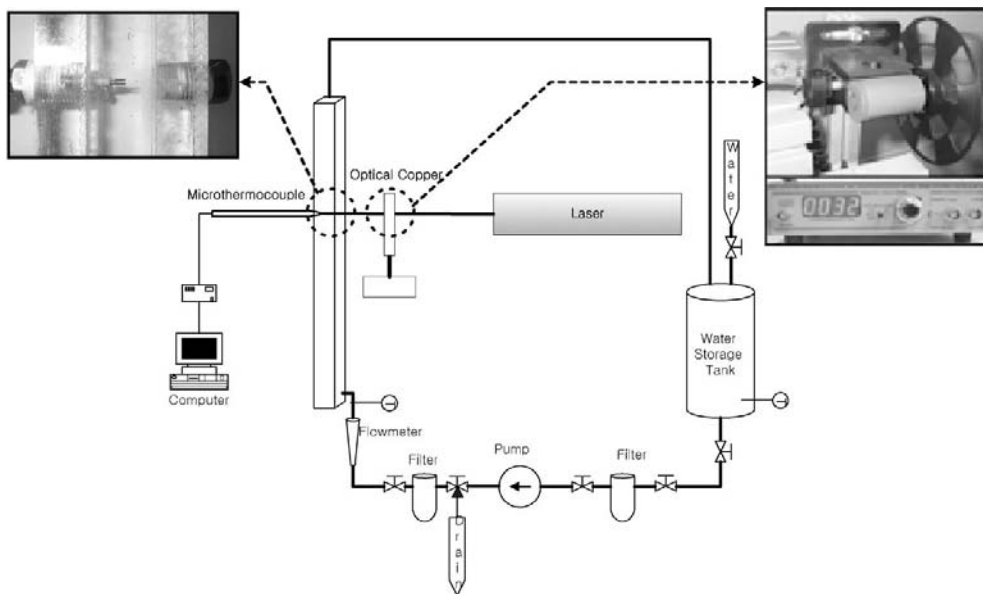 Microthermocouple
Optical Copper
Laser
Water
0032
Water
Storage
Tank
Computer
Flowmeter
Filter
Pump
Filter
Drain